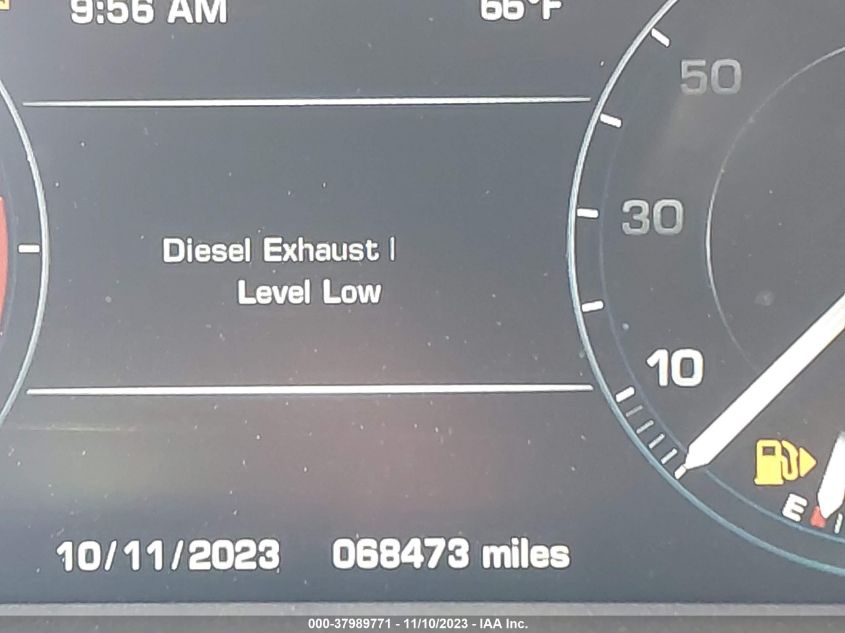 9:56 AM 66°F
50
Diesel Exhaust |
30
Level Low
10
E
10/11/2023 068473 miles
000-37989771 - 11/10/2023 - IAA Inc.